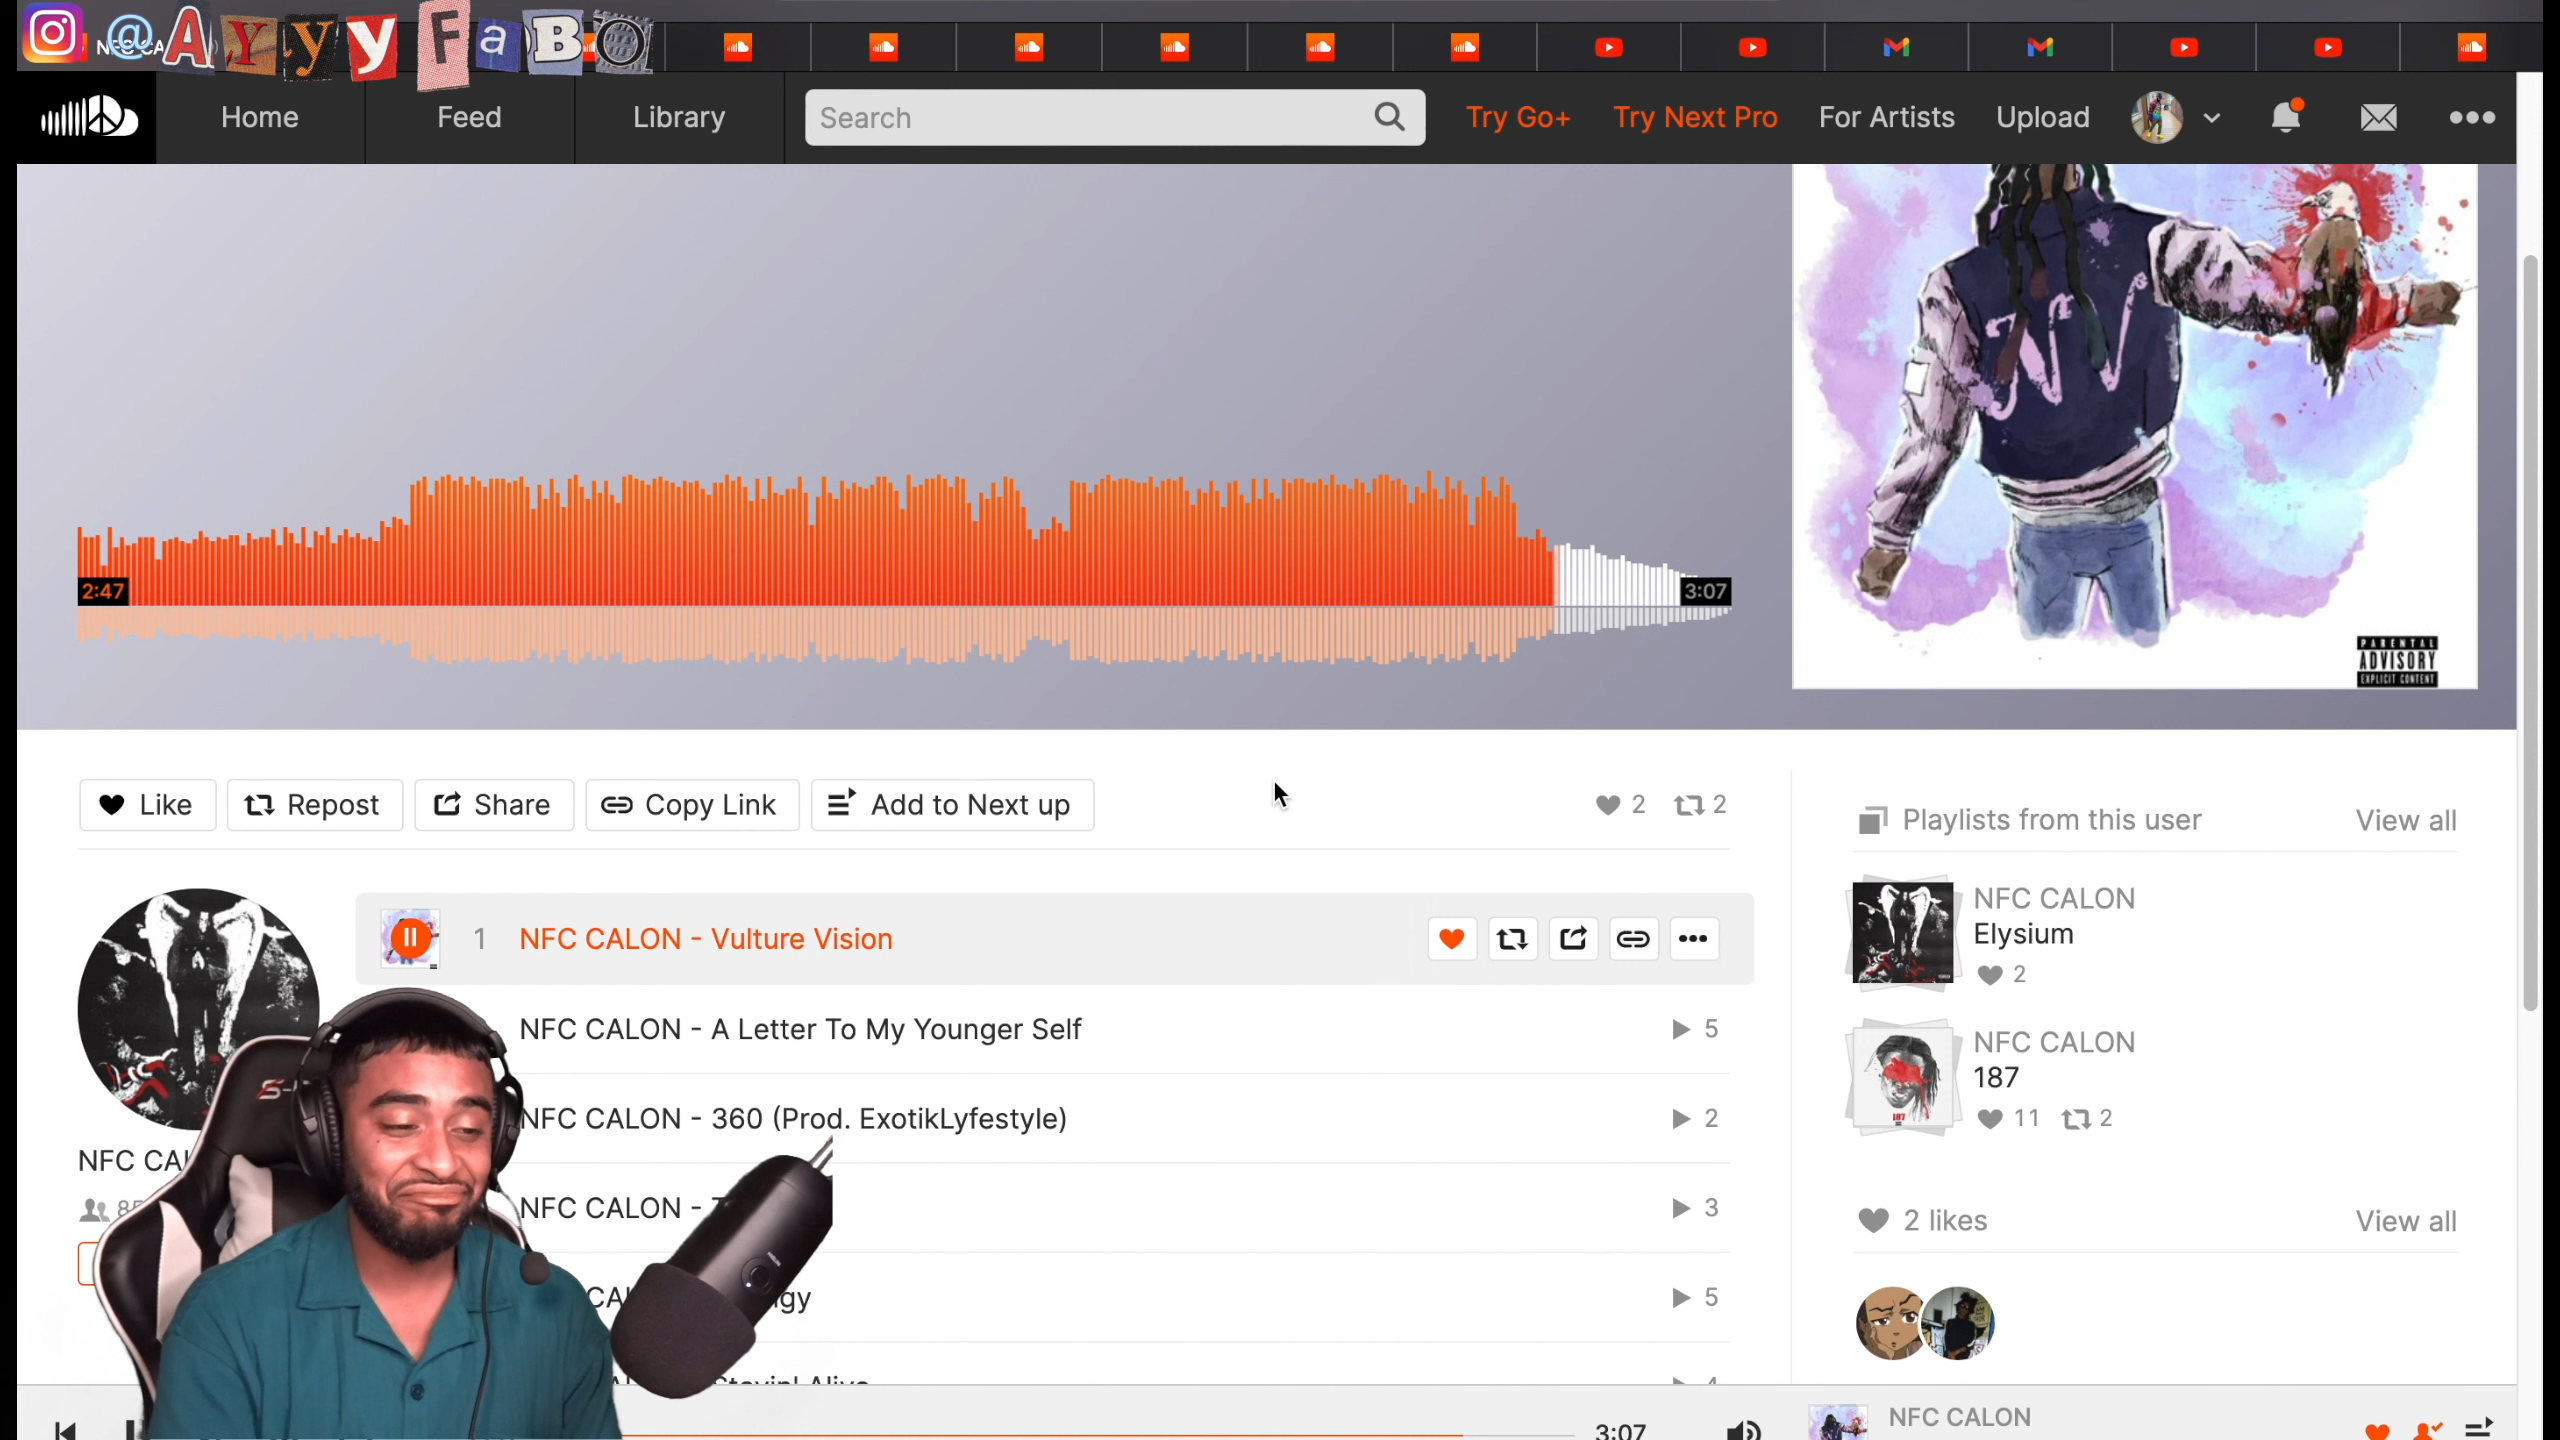 @AYyyFaBO
Home
Feed
Library
Search
Try Go+
Try Next Pro
For Artists
Upload
NV
2:47
3:07
PARENTAL
ADVISORY
EXPLICIT CONTENT
Like
Repost
Share
Copy Link
Add to Next up
2
2
1 NFC CALON - Vulture Vision
NFC CALON - A Letter To My Younger Self
5
NFC CALON - 360 (Prod. ExotikLyfestyle)
2
NFC CALON -
3
5
NFC
Playlists from this user
View all
NFC CALON
Elysium
2
NFC CALON
187
11
2
2 likes
View all
3:07
NFC CALON